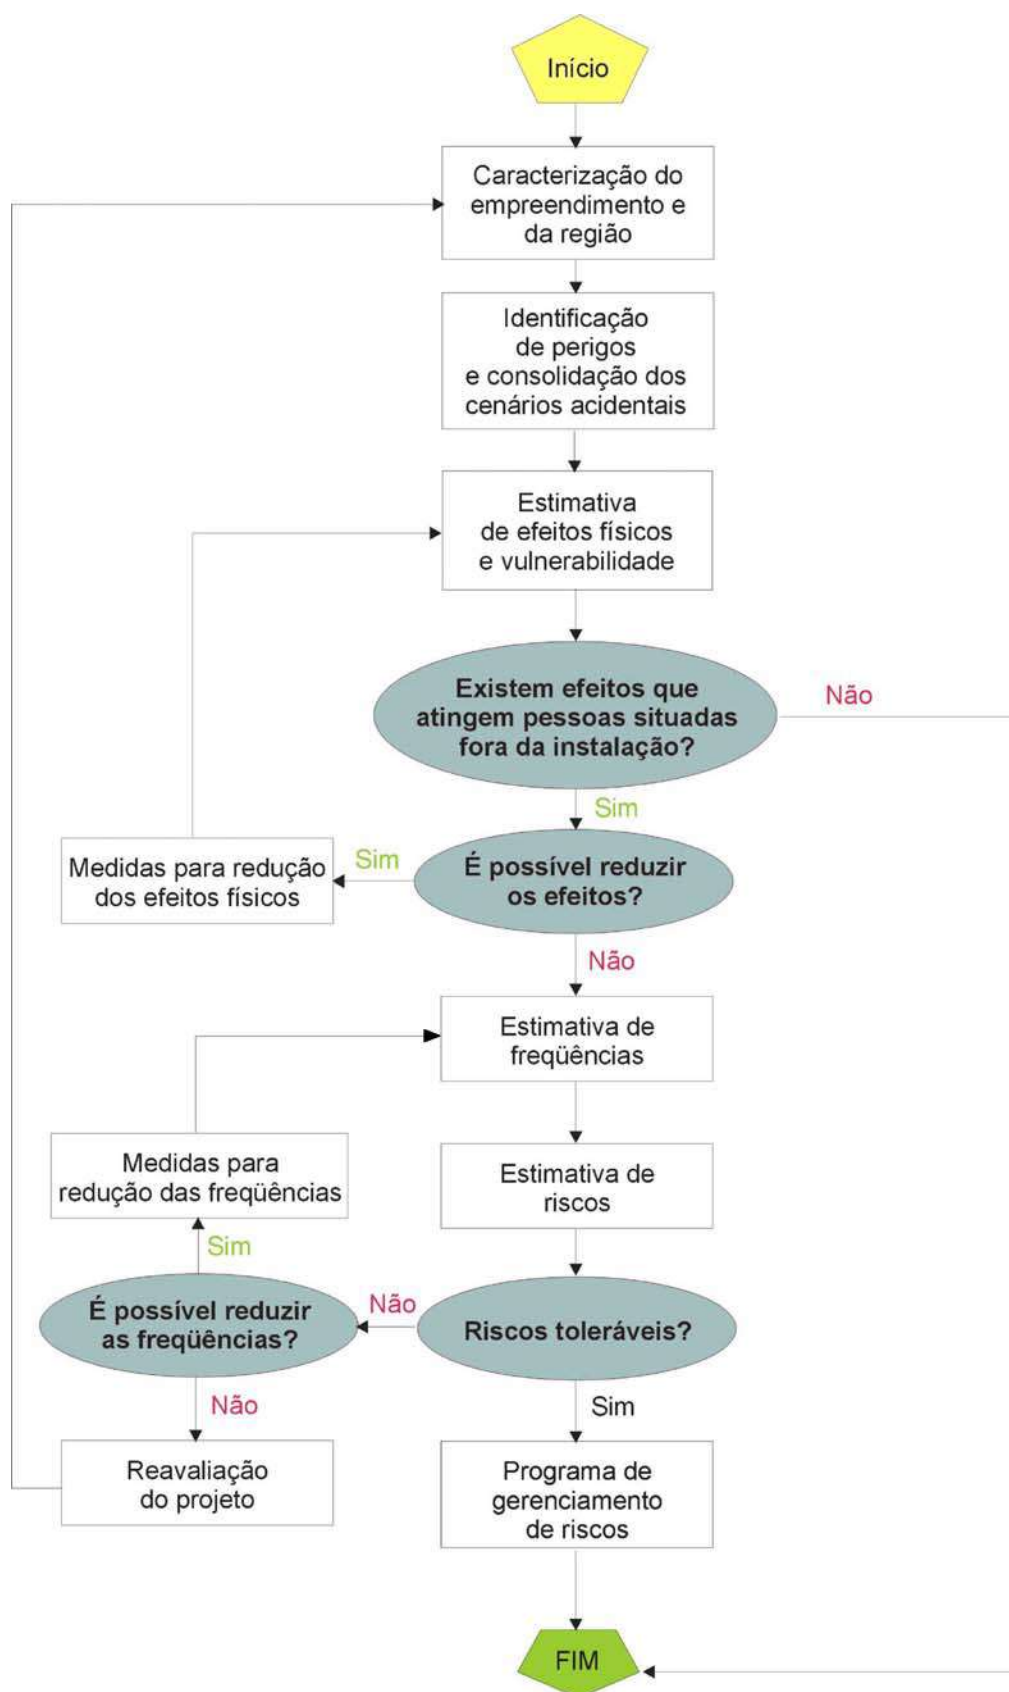 Início
Caracterização do
empreendimento e
da região
Identificação
de perigos
e consolidação dos
cenários acidentais
Estimativa
de efeitos físicos
e vulnerabilidade
Existem efeitos que
atingem pessoas situadas
fora da instalação?
Não
Sim
É possível reduzir
os efeitos?
Sim
Medidas para redução
dos efeitos físicos
Não
Estimativa de
freqüências
Medidas para
redução das freqüências
Estimativa de
riscos
Sim
É possível reduzir
as freqüências?
Não
Riscos toleráveis?
Não
Sim
Reavaliação
do projeto
Programa de
gerenciamento
de riscos
FIM